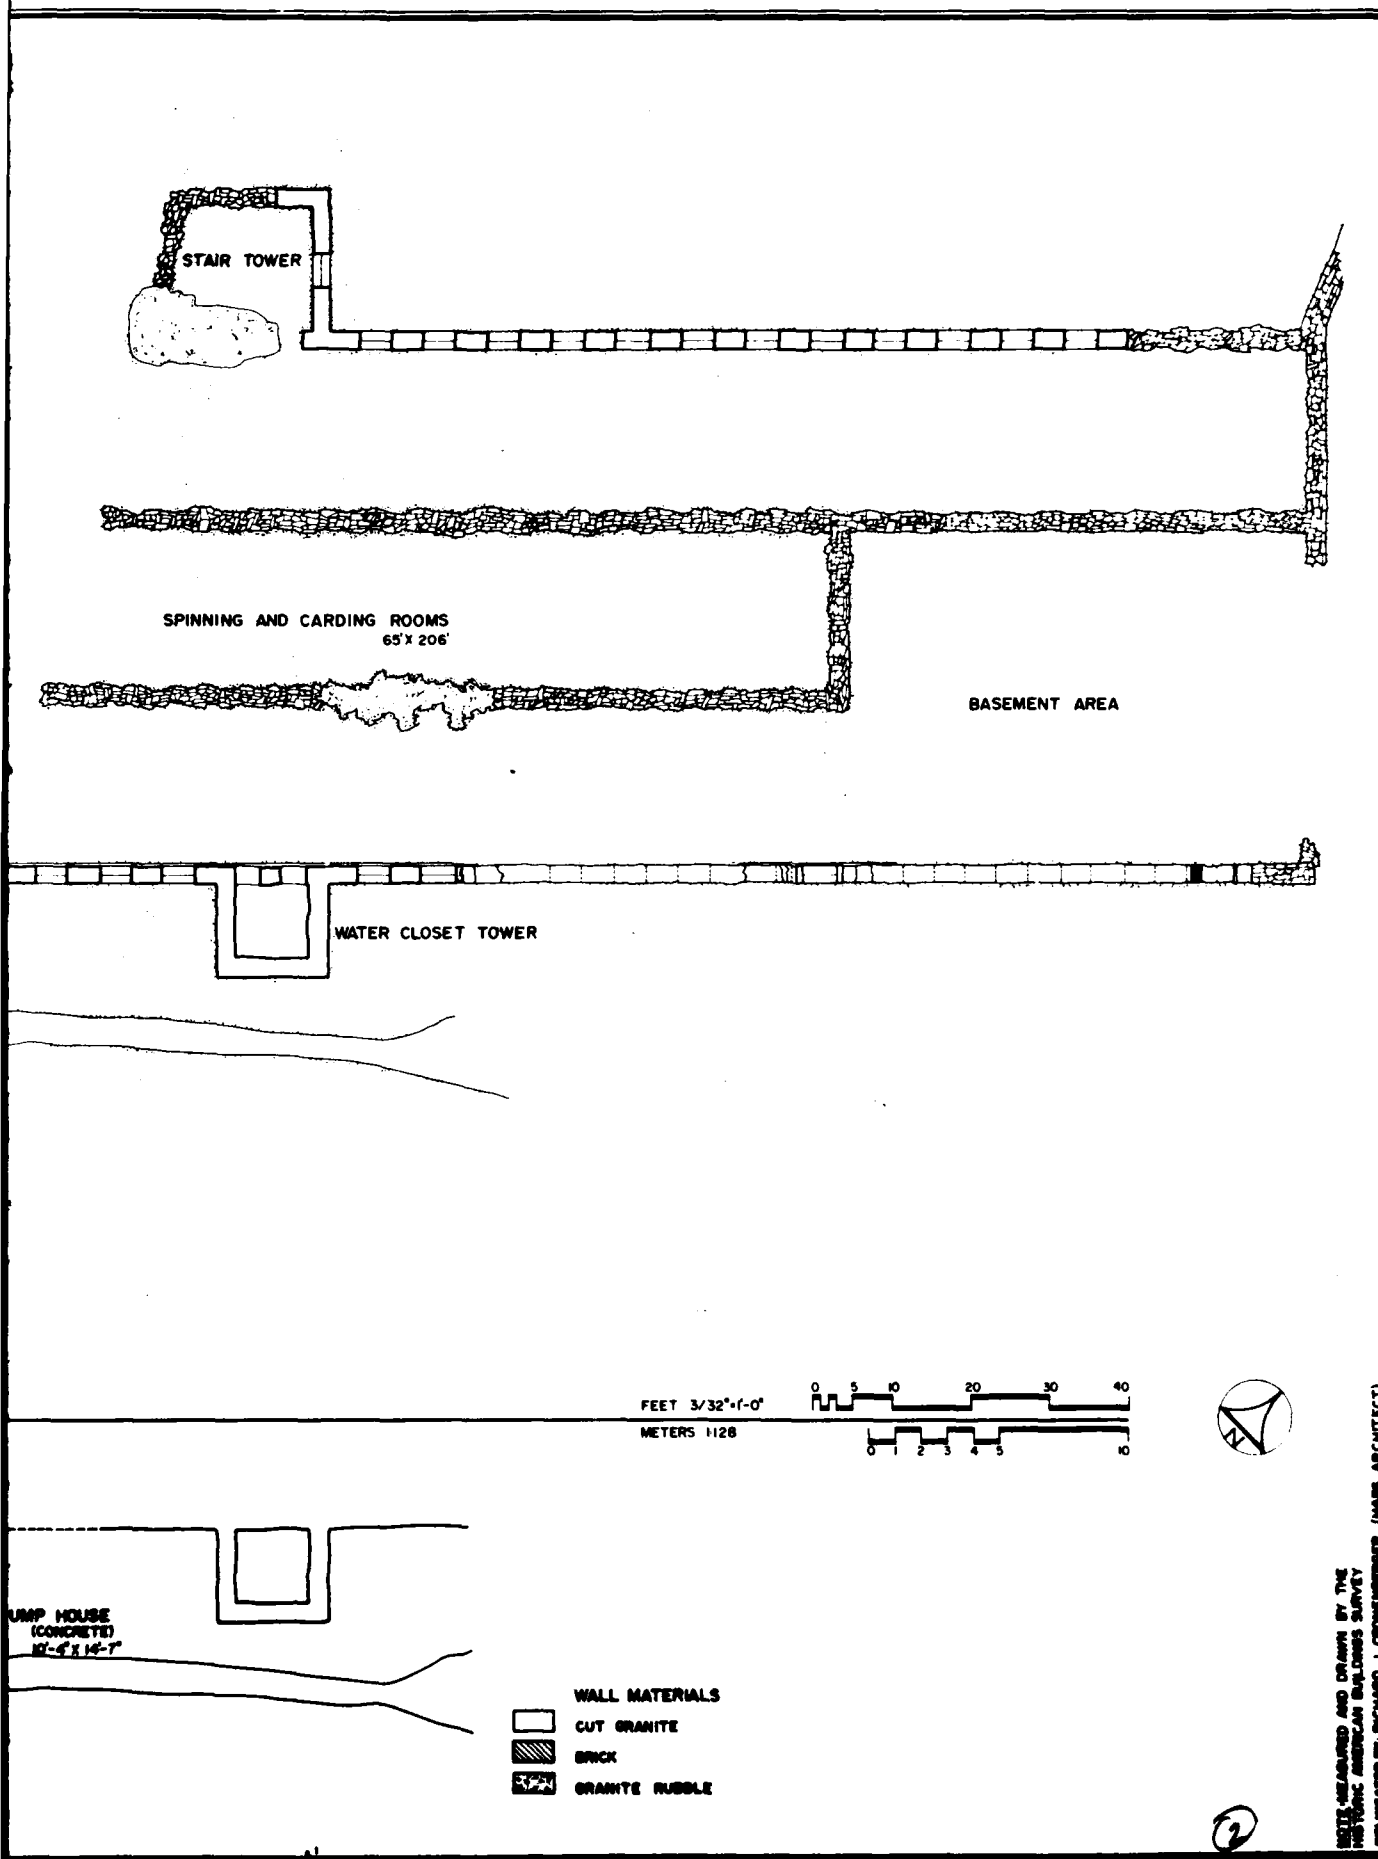 STAIR TOWER
SPINNING AND CARDING ROOMS
65' X 206'
BASEMENT AREA
WATER CLOSET TOWER
FEET 3/32"=1'-0"
0 5 10 20 30 40
METERS 1:128
0 1 2 3 4 5 10
N
UMP HOUSE
(CONCRETE)
10'-4" X 14'-7"
WALL MATERIALS
CUT GRANITE
BRICK
GRANITE RUBBLE
2
NOTE: MEASURED AND DRAWN BY THE
HISTORIC AMERICAN BUILDINGS SURVEY